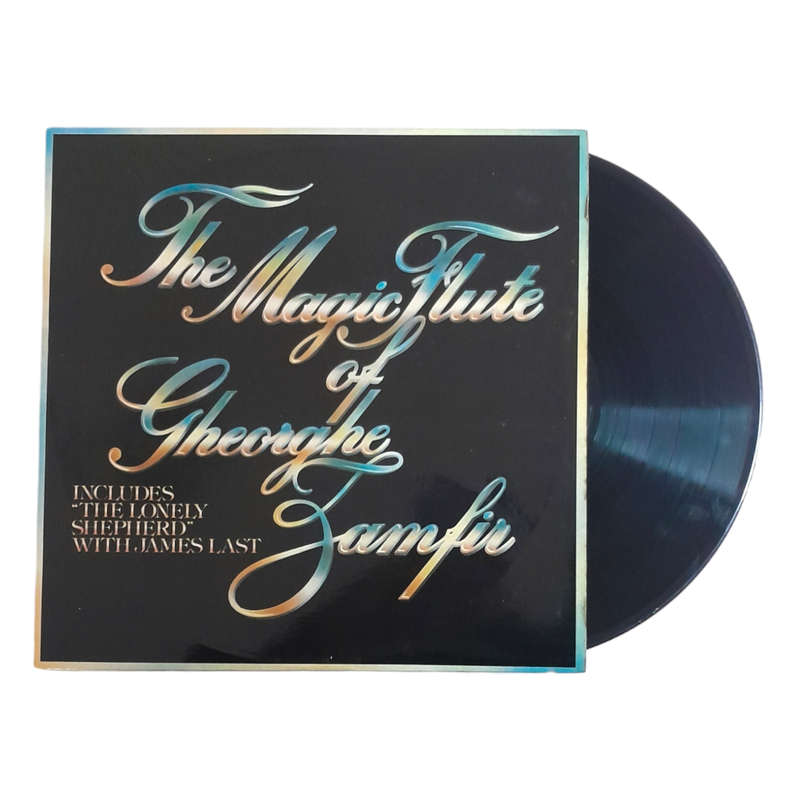 The Magic Flute
of
Gheorghe
Zamfir
INCLUDES
"THE LONELY
SHEPHERD"
WITH JAMES LAST